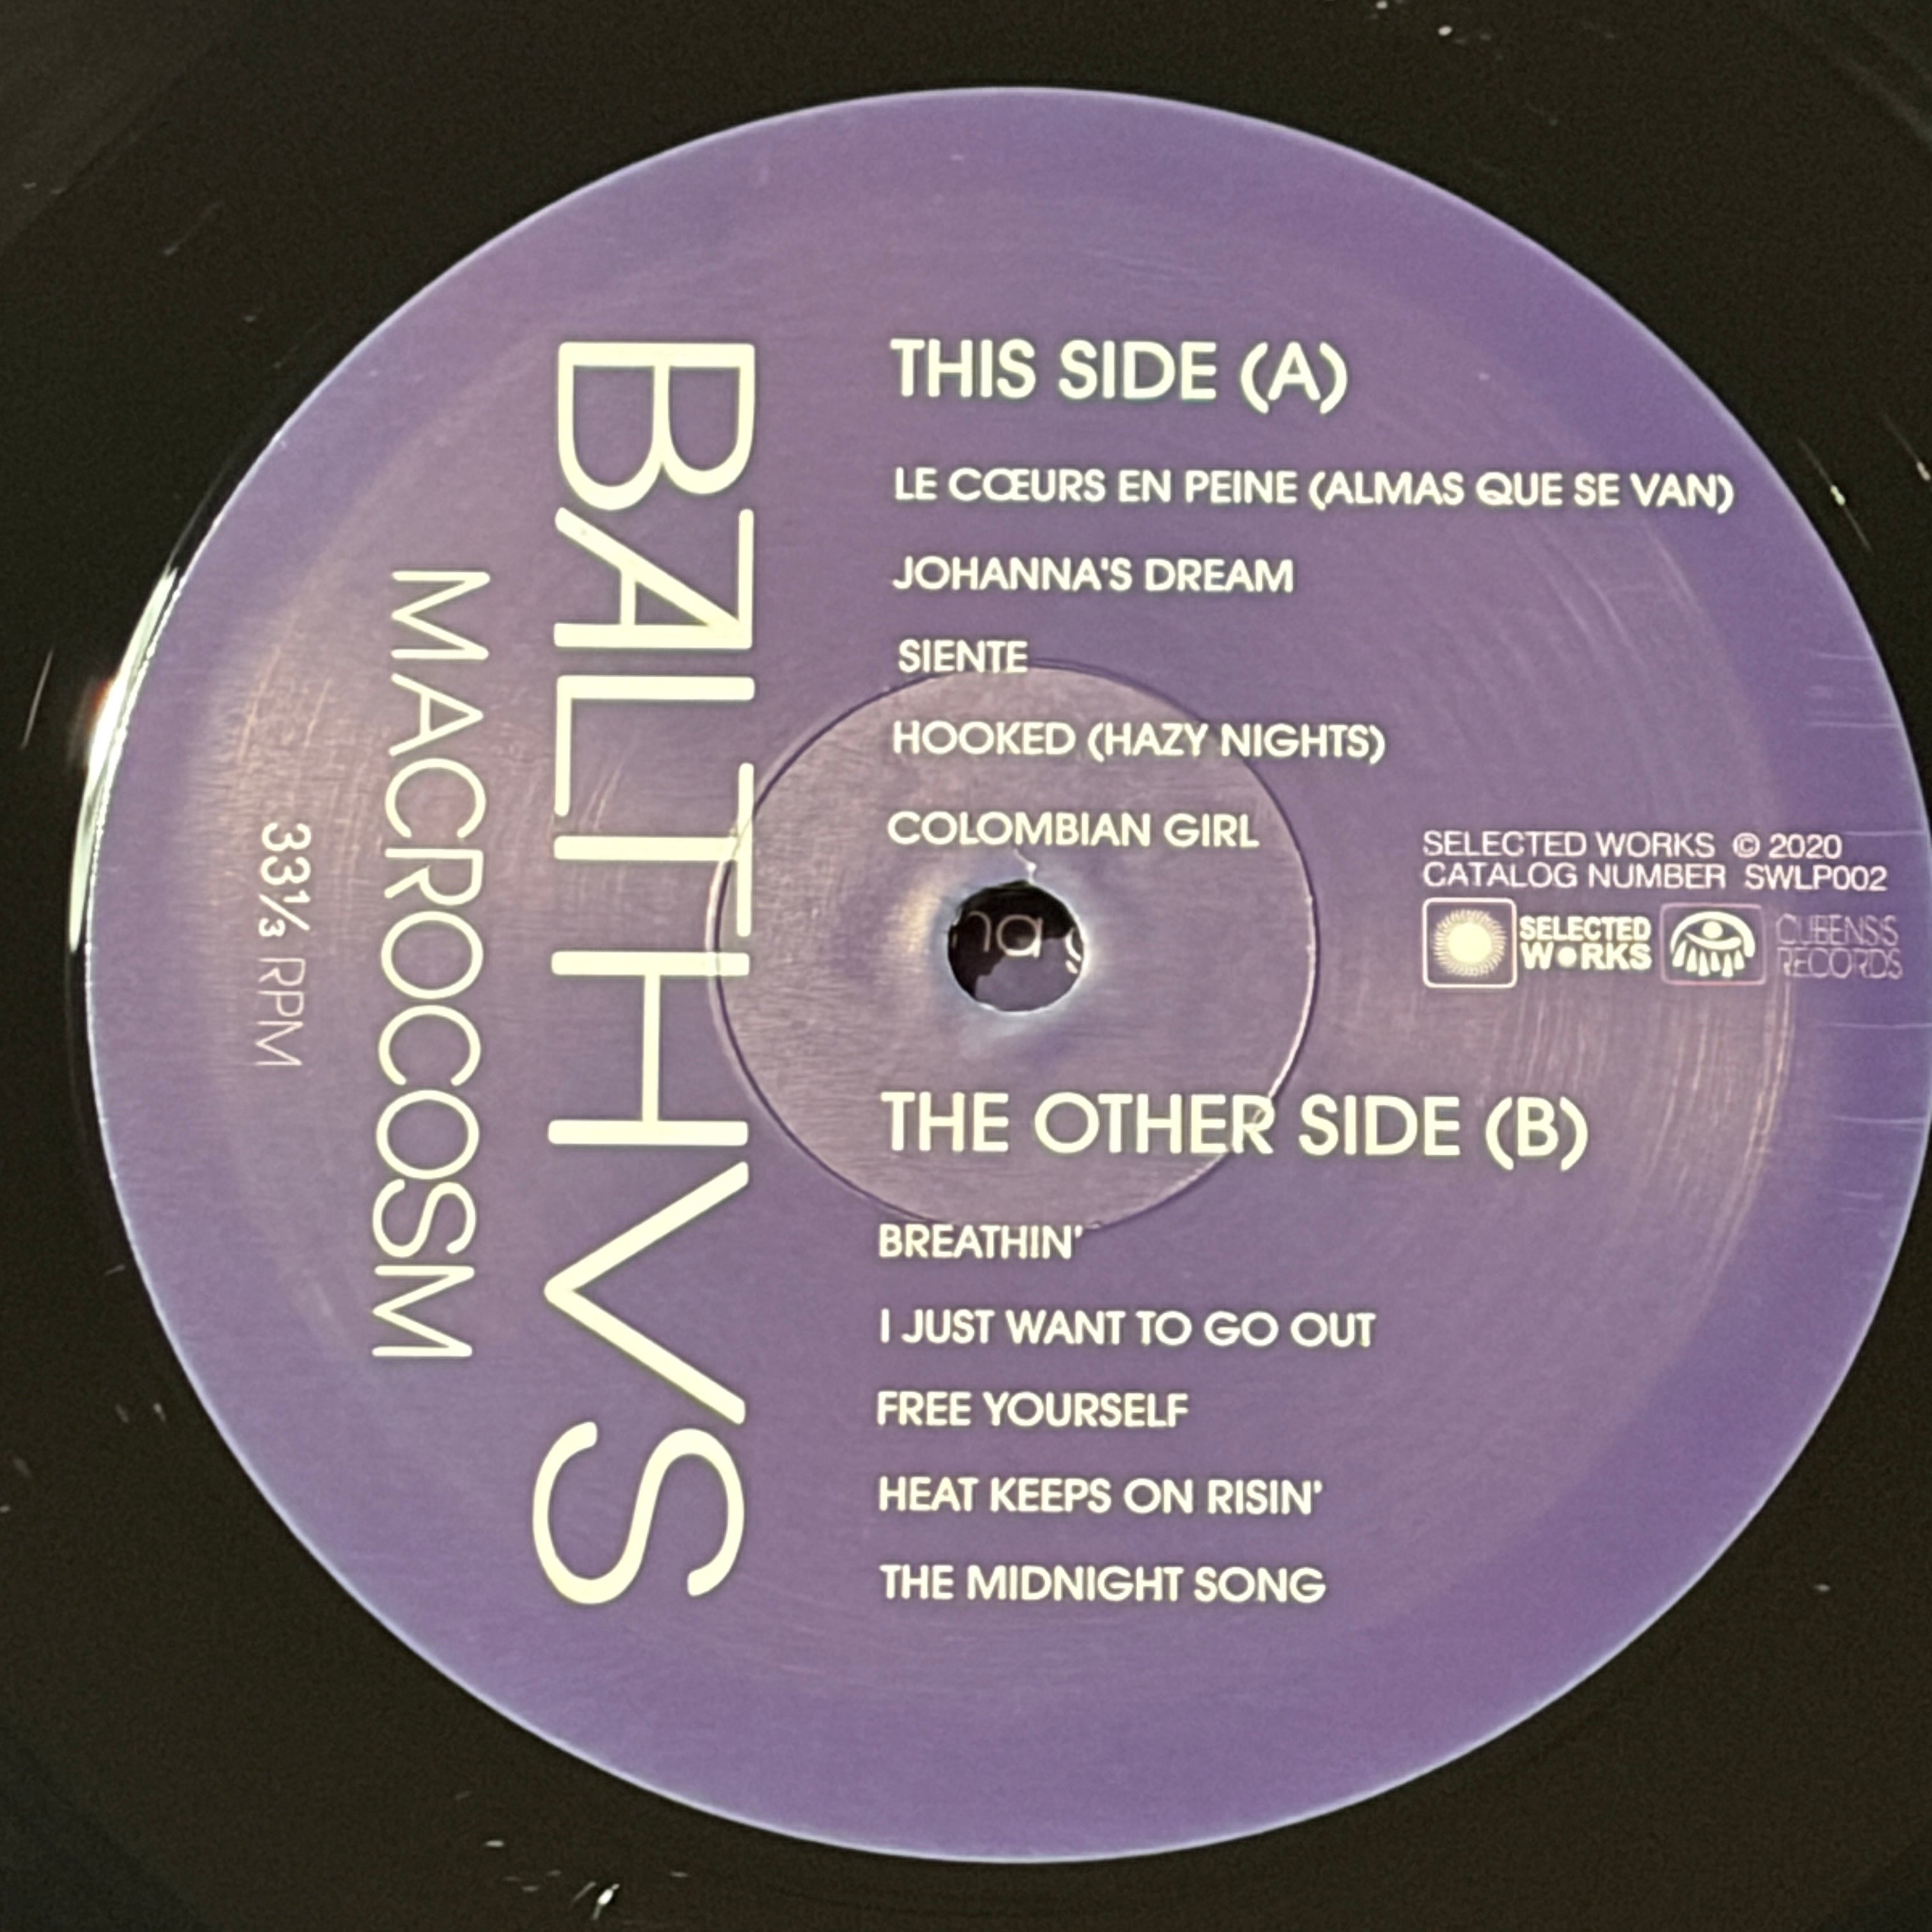 BALTHVS
MACROCOSM
33⅓ RPM
THIS SIDE (A)
LE CŒURS EN PEINE (ALMAS QUE SE VAN)
JOHANNA'S DREAM
SIENTE
HOOKED (HAZY NIGHTS)
COLOMBIAN GIRL
SELECTED WORKS © 2020
CATALOG NUMBER SWLP002
SELECTED
WORKS
CUBENSIS
RECORDS
THE OTHER SIDE (B)
BREATHIN’
I JUST WANT TO GO OUT
FREE YOURSELF
HEAT KEEPS ON RISIN’
THE MIDNIGHT SONG